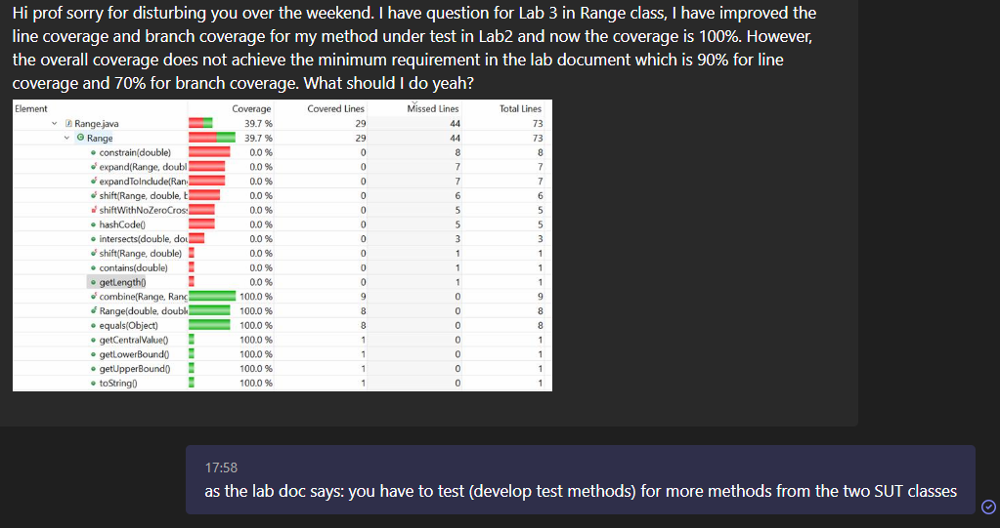 Hi prof sorry for disturbing you over the weekend. I have question for Lab 3 in Range class, I have improved the
line coverage and branch coverage for my method under test in Lab2 and now the coverage is 100%. However,
the overall coverage does not achieve the minimum requirement in the lab document which is 90% for line
coverage and 70% for branch coverage. What should I do yeah?
Element Coverage Covered Lines Missed Lines Total Lines
Range.java 39.7 % 29 44 73
Range 39.7 % 29 44 73
constrain(double) 0.0 % 0 8 8
expand(Range, doubl 0.0 % 0 7 7
expandToInclude(Ran 0.0 % 0 7 7
shift(Range, double, b 0.0 % 0 6 6
shiftWithNoZeroCross 0.0 % 0 5 5
hashCode() 0.0 % 0 5 5
intersects(double, dou 0.0 % 0 3 3
shift(Range, double) 0.0 % 0 1 1
contains(double) 0.0 % 0 1 1
getLength() 0.0 % 0 1 1
combine(Range, Rang 100.0 % 9 0 9
Range(double, double 100.0 % 8 0 8
equals(Object) 100.0 % 8 0 8
getCentralValue() 100.0 % 1 0 1
getLowerBound() 100.0 % 1 0 1
getUpperBound() 100.0 % 1 0 1
toString() 100.0 % 1 0 1
17:58
as the lab doc says: you have to test (develop test methods) for more methods from the two SUT classes